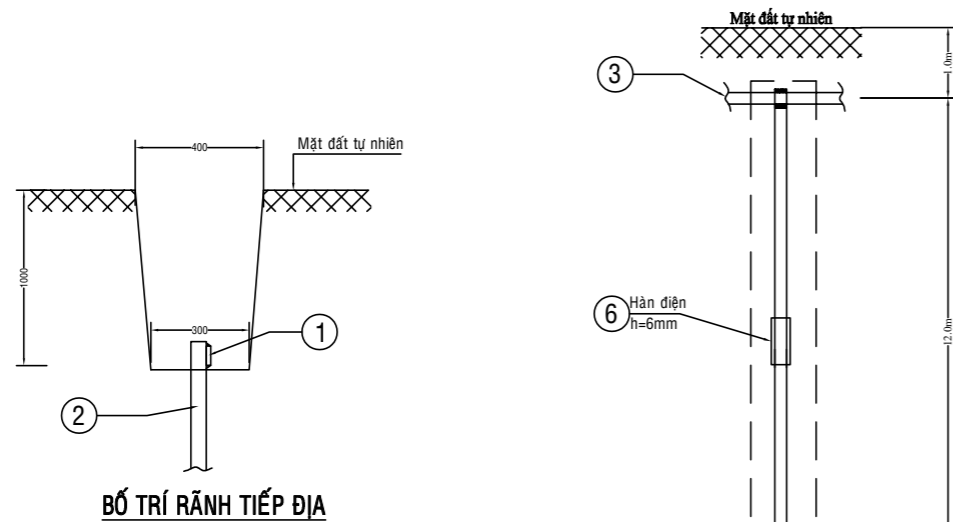 400
Mặt đất tự nhiên
1000
300
1
2
BỐ TRÍ RÃNH TIẾP ĐỊA
Mặt đất tự nhiên
3
1.0m
6
Hàn điện
h=6mm
12.0m